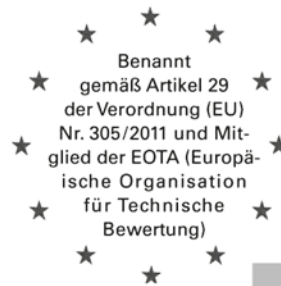 Benannt
gemäß Artikel 29
der Verordnung (EU)
Nr. 305/2011 und Mit-
glied der EOTA (Europä-
ische Organisation
für Technische
Bewertung)